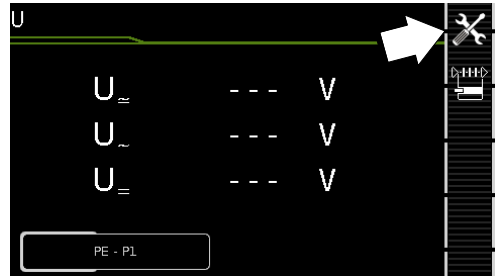 U
U≃ --- V
U~ --- V
U= --- V
PE - P1